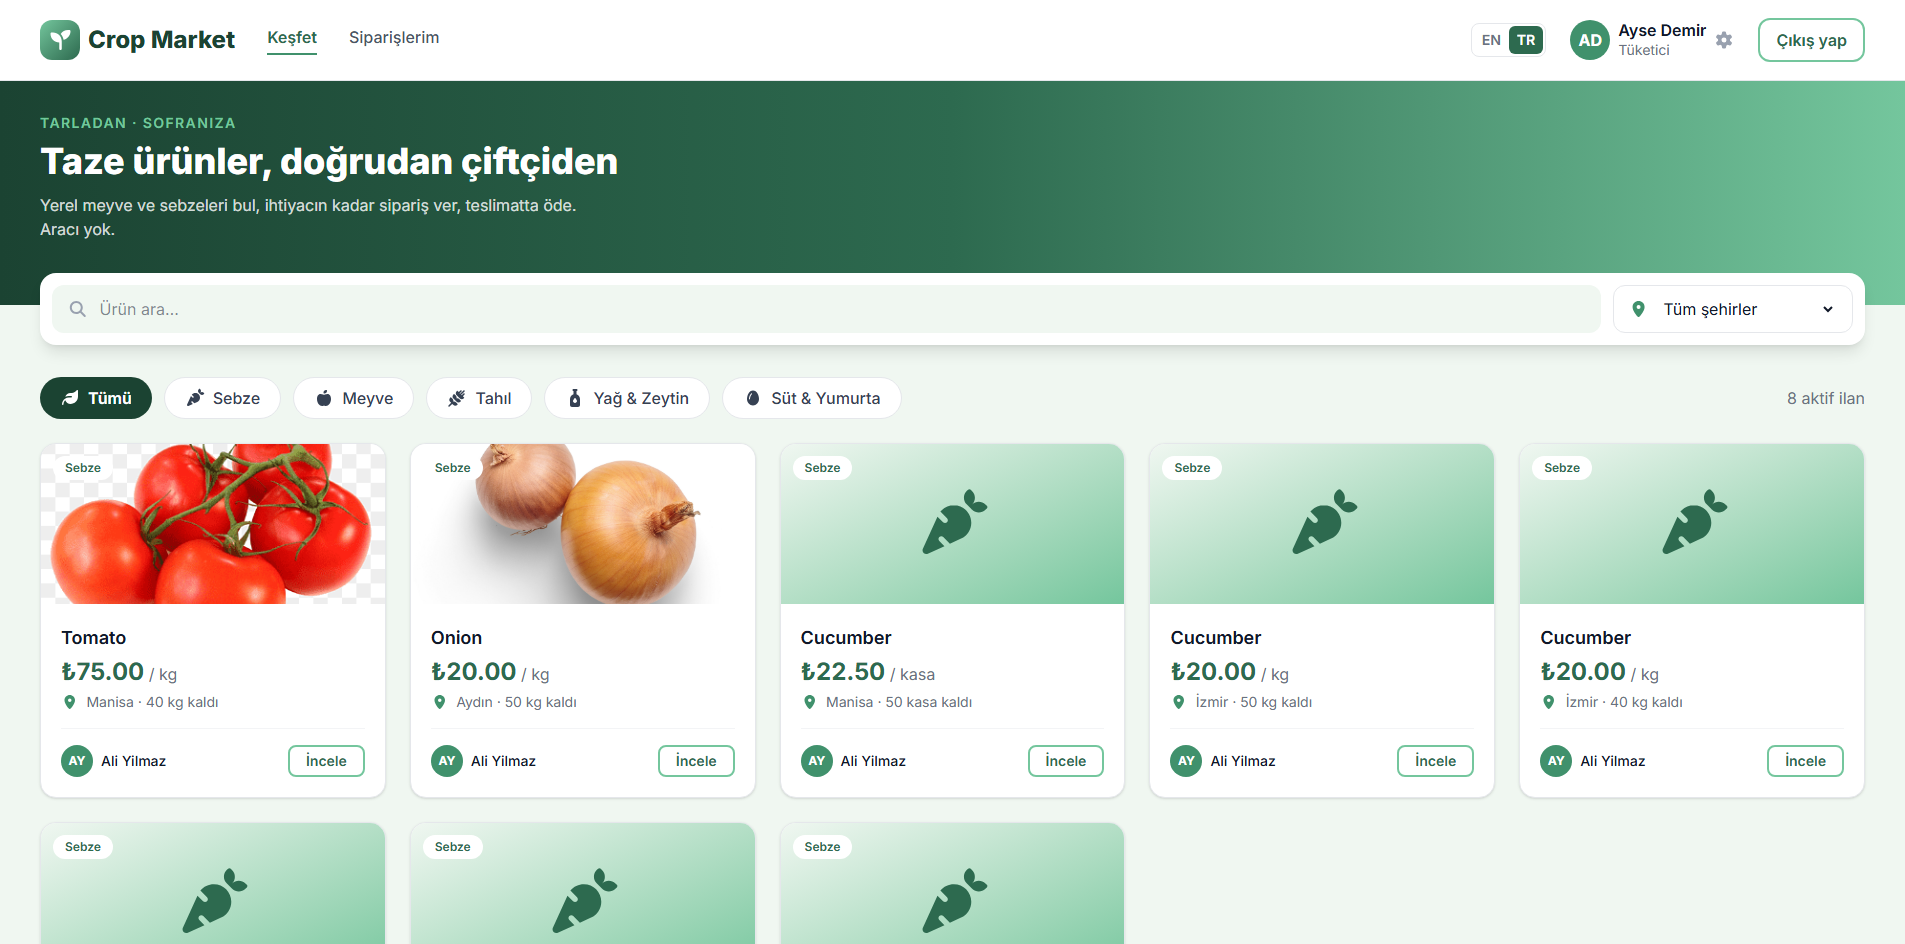 Crop Market
Keşfet
Siparişlerim
EN
TR
AD
Ayse Demir
Tüketici
Çıkış yap
TARLADAN · SOFRANIZA
Taze ürünler, doğrudan çiftçiden
Yerel meyve ve sebzeleri bul, ihtiyacın kadar sipariş ver, teslimatta öde.
Aracı yok.
Ürün ara...
Tüm şehirler
Tümü
Sebze
Meyve
Tahıl
Yağ & Zeytin
Süt & Yumurta
8 aktif ilan
Sebze
Tomato
₺75.00 / kg
Manisa · 40 kg kaldı
AY
Ali Yilmaz
İncele
Sebze
Onion
₺20.00 / kg
Aydın · 50 kg kaldı
AY
Ali Yilmaz
İncele
Sebze
Cucumber
₺22.50 / kasa
Manisa · 50 kasa kaldı
AY
Ali Yilmaz
İncele
Sebze
Cucumber
₺20.00 / kg
İzmir · 50 kg kaldı
AY
Ali Yilmaz
İncele
Sebze
Cucumber
₺20.00 / kg
İzmir · 40 kg kaldı
AY
Ali Yilmaz
İncele
Sebze
Sebze
Sebze